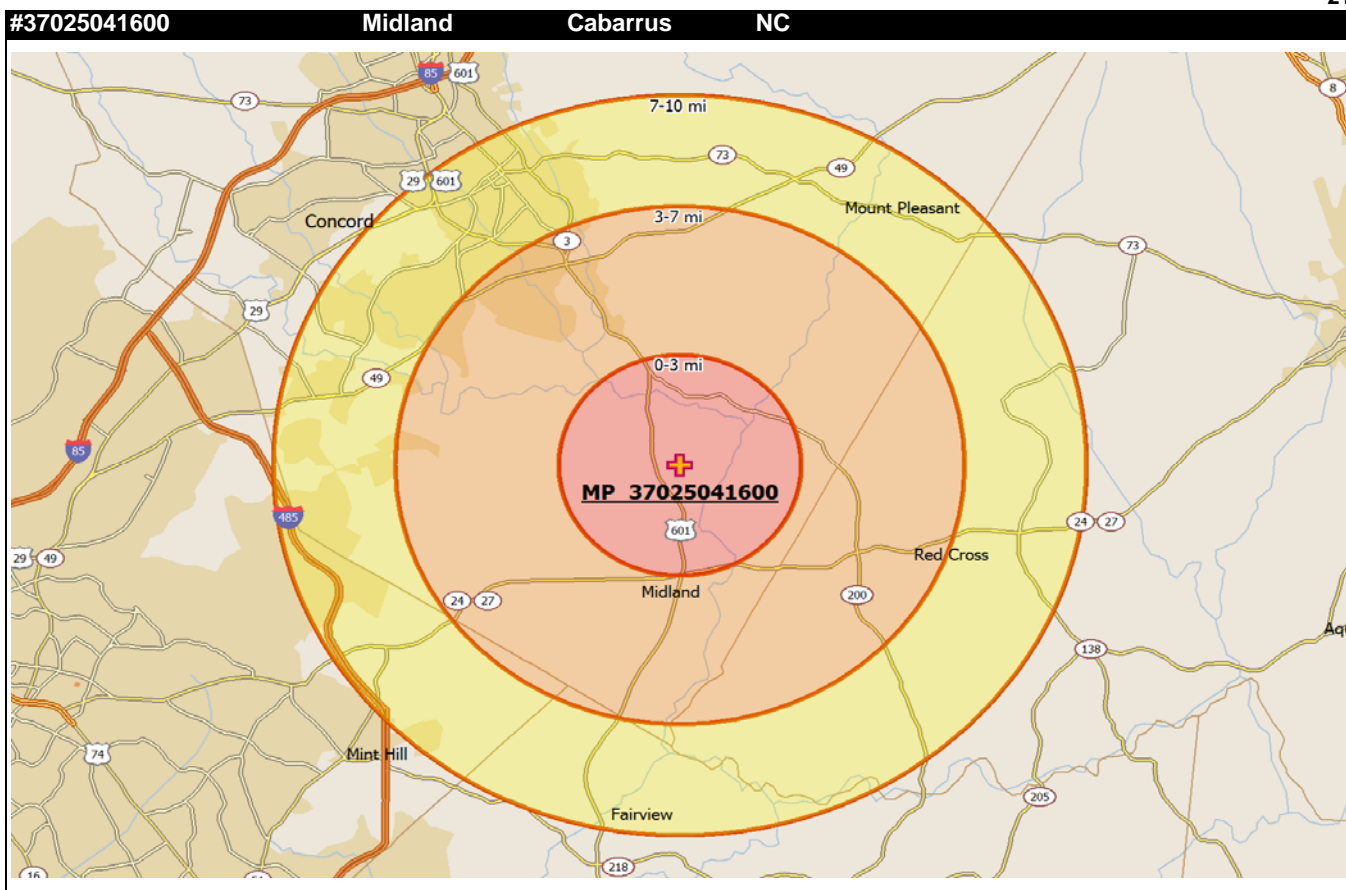 #37025041600 Midland Cabarrus NC
85 601
73
8
7-10 mi
73
49
29 601
Mount Pleasant
3-7 mi
Concord
3
73
29
0-3 mi
49
85
MP 37025041600
485
24 27
601
29 49
Red Cross
Midland
24 27
200
138
74
Mint Hill
205
Fairview
218
16